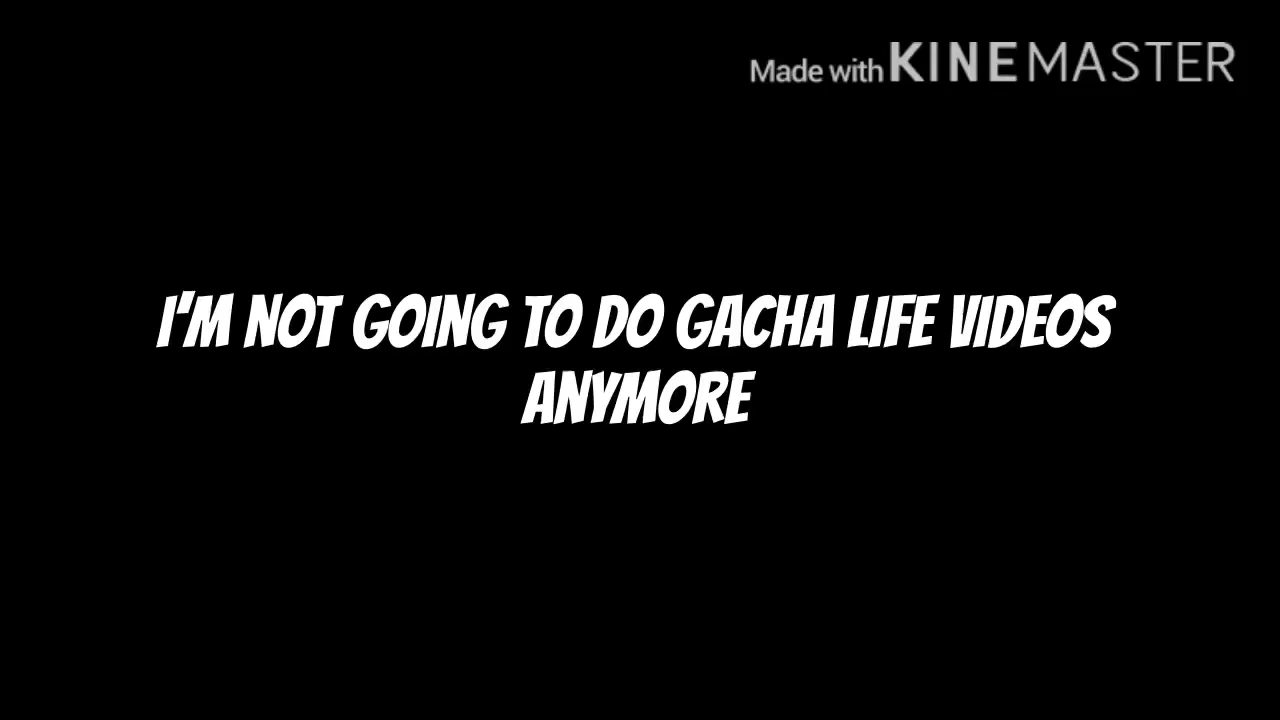 Made with KINEMASTER
I'M NOT GOING TO DO GACHA LIFE VIDEOS
ANYMORE